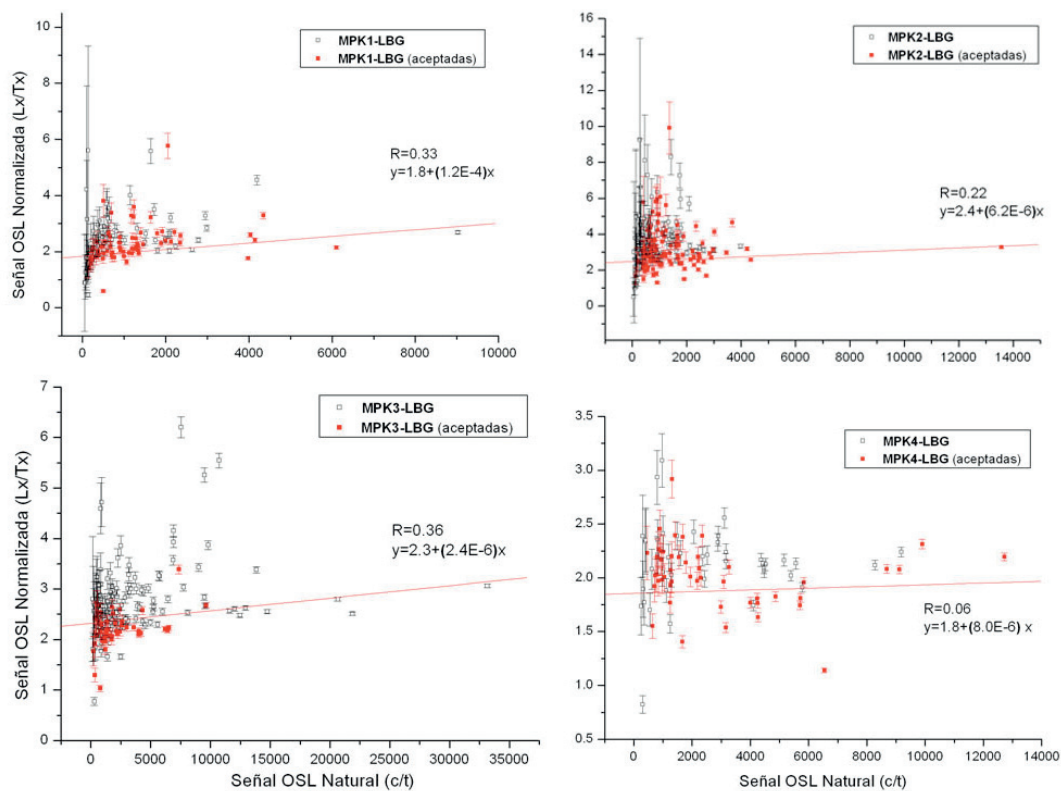 MPK1-LBG
MPK1-LBG (aceptadas)
R=0.33
y=1.8+(1.2E-4)x
Señal OSL Normalizada (Lx/Tx)
10
8
6
4
2
0
0 2000 4000 6000 8000 10000
MPK2-LBG
MPK2-LBG (aceptadas)
R=0.22
y=2.4+(6.2E-6)x
16
14
12
10
8
6
4
2
0
0 2000 4000 6000 8000 10000 12000 14000
MPK3-LBG
MPK3-LBG (aceptadas)
R=0.36
y=2.3+(2.4E-6)x
Señal OSL Normalizada (Lx/Tx)
7
6
5
4
3
2
1
0
0 5000 10000 15000 20000 25000 30000 35000
Señal OSL Natural (c/t)
MPK4-LBG
MPK4-LBG (aceptadas)
R=0.06
y=1.8+(8.0E-6) x
3.5
3.0
2.5
2.0
1.5
1.0
0.5
0 2000 4000 6000 8000 10000 12000 14000
Señal OSL Natural (c/t)